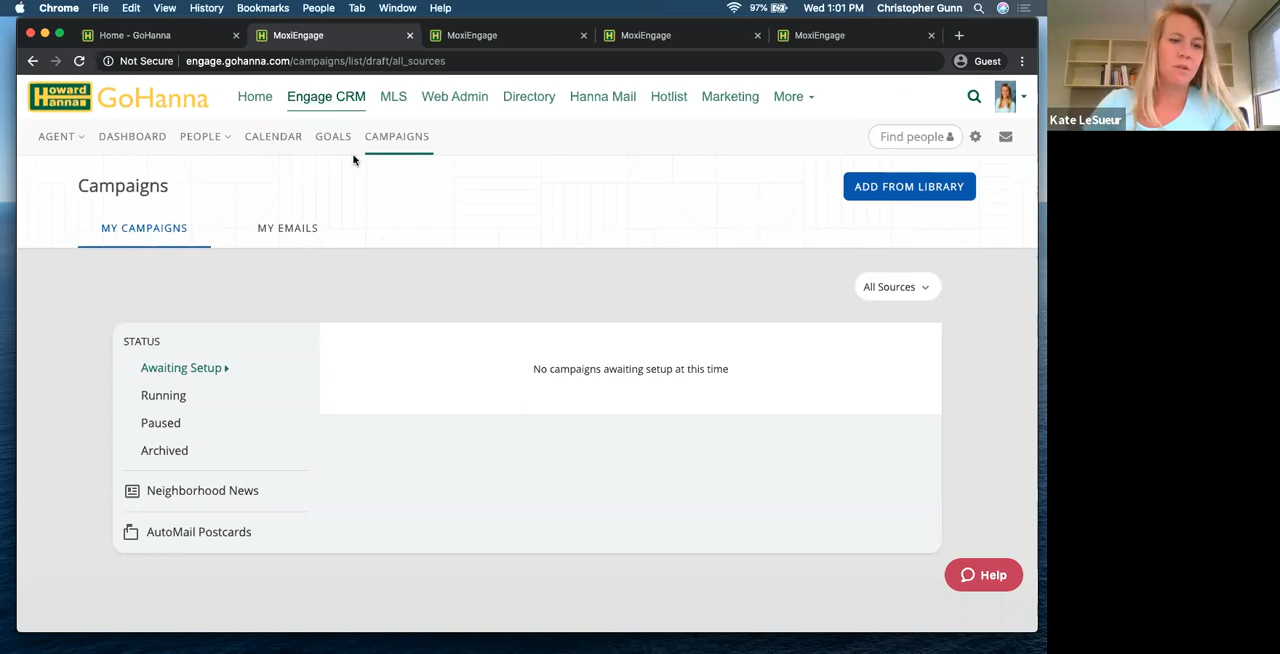 Chrome File Edit View History Bookmarks People Tab Window Help 97% Wed 1:01 PM Christopher Gunn
Home - GoHanna MoxiEngage MoxiEngage MoxiEngage MoxiEngage
Not Secure engage.gohanna.com/campaigns/list/draft/all_sources Guest
Howard Hanna GoHanna Home Engage CRM MLS Web Admin Directory Hanna Mail Hotlist Marketing More
AGENT DASHBOARD PEOPLE CALENDAR GOALS CAMPAIGNS Find people
Kate LeSueur
Campaigns ADD FROM LIBRARY
MY CAMPAIGNS MY EMAILS
All Sources
STATUS
Awaiting Setup No campaigns awaiting setup at this time
Running
Paused
Archived
Neighborhood News
AutoMail Postcards
Help